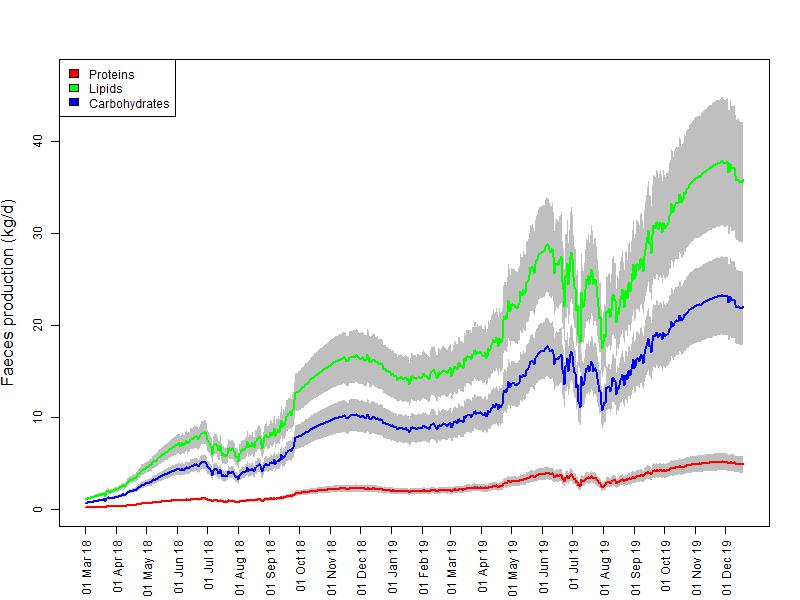 Proteins
Lipids
Carbohydrates
Faeces production (kg/d)
40
30
20
10
0
01 Mar 18
01 Apr 18
01 May 18
01 Jun 18
01 Jul 18
01 Aug 18
01 Sep 18
01 Oct 18
01 Nov 18
01 Dec 18
01 Jan 19
01 Feb 19
01 Mar 19
01 Apr 19
01 May 19
01 Jun 19
01 Jul 19
01 Aug 19
01 Sep 19
01 Oct 19
01 Nov 19
01 Dec 19